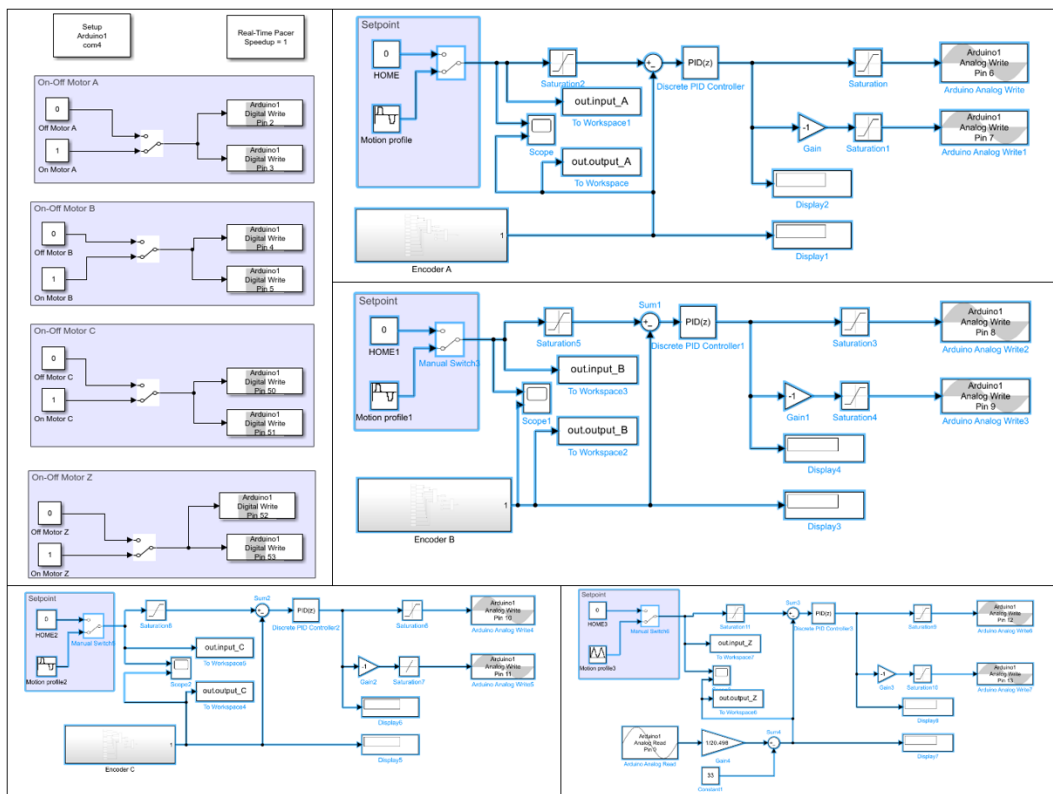 Setup
Arduino1
com4
Real-Time Pacer
Speedup = 1
On-Off Motor A
0
Off Motor A
1
On Motor A
Arduino1
Digital Write
Pin 2
Arduino1
Digital Write
Pin 3
On-Off Motor B
0
Off Motor B
1
On Motor B
Arduino1
Digital Write
Pin 4
Arduino1
Digital Write
Pin 5
On-Off Motor C
0
Off Motor C
1
On Motor C
Arduino1
Digital Write
Pin 50
Arduino1
Digital Write
Pin 51
On-Off Motor Z
0
Off Motor Z
1
On Motor Z
Arduino1
Digital Write
Pin 52
Arduino1
Digital Write
Pin 53
Setpoint
0
HOME
Motion profile
Saturation2
out.input_A
To Workspace1
Scope
out.output_A
To Workspace
+_
PID(z)
Discrete PID Controller
Saturation
Arduino1
Analog Write
Pin 6
Arduino Analog Write
-1
Gain
Saturation1
Arduino1
Analog Write
Pin 7
Arduino Analog Write1
Display2
1
Encoder A
Display1
Setpoint
0
HOME1
Manual Switch3
Motion profile1
Saturation5
out.input_B
To Workspace3
Scope1
out.output_B
To Workspace2
Sum1
+_
PID(z)
Discrete PID Controller1
Saturation3
Arduino1
Analog Write
Pin 8
Arduino Analog Write2
-1
Gain1
Saturation4
Arduino1
Analog Write
Pin 9
Arduino Analog Write3
Display4
1
Encoder B
Display3
Setpoint
0
HOME2
Manual Switch5
Motion profile2
Saturation8
out.input_C
To Workspace5
Scope2
out.output_C
To Workspace4
Sum2
+_
PID(z)
Discrete PID Controller2
Saturation6
Arduino1
Analog Write
Pin 10
Arduino Analog Write4
-1
Gain2
Saturation7
Arduino1
Analog Write
Pin 11
Arduino Analog Write5
Display6
1
Encoder C
Display5
Setpoint
0
HOME3
Manual Switch6
Motion profile3
Saturation11
out.input_Z
To Workspace7
out.output_Z
To Workspace6
Sum3
+_
PID(z)
Discrete PID Controller3
Saturation9
Arduino1
Analog Write
Pin 12
Arduino Analog Write6
-1
Gain3
Saturation10
Arduino1
Analog Write
Pin 13
Arduino Analog Write7
Display8
Arduino1
Analog Read
Pin 0
Arduino Analog Read
1/20.498
Gain4
Sum4
33
Constant1
Display7